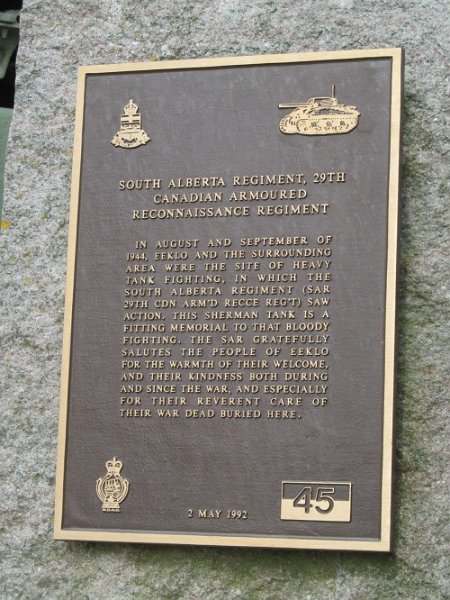 SOUTH ALBERTA REGIMENT, 29TH
CANADIAN ARMOURED
RECONNAISSANCE REGIMENT
IN AUGUST AND SEPTEMBER OF
1944, EEKLO AND THE SURROUNDING
AREA WERE THE SITE OF HEAVY
TANK FIGHTING, IN WHICH THE
SOUTH ALBERTA REGIMENT (SAR
29TH CDN ARM'D RECCE REG'T) SAW
ACTION. THIS SHERMAN TANK IS A
FITTING MEMORIAL TO THAT BLOODY
FIGHTING. THE SAR GRATEFULLY
SALUTES THE PEOPLE OF EEKLO
FOR THE WARMTH OF THEIR WELCOME,
AND THEIR KINDNESS BOTH DURING
AND SINCE THE WAR, AND ESPECIALLY
FOR THEIR REVERENT CARE OF
THEIR WAR DEAD BURIED HERE.
2 MAY 1992
45